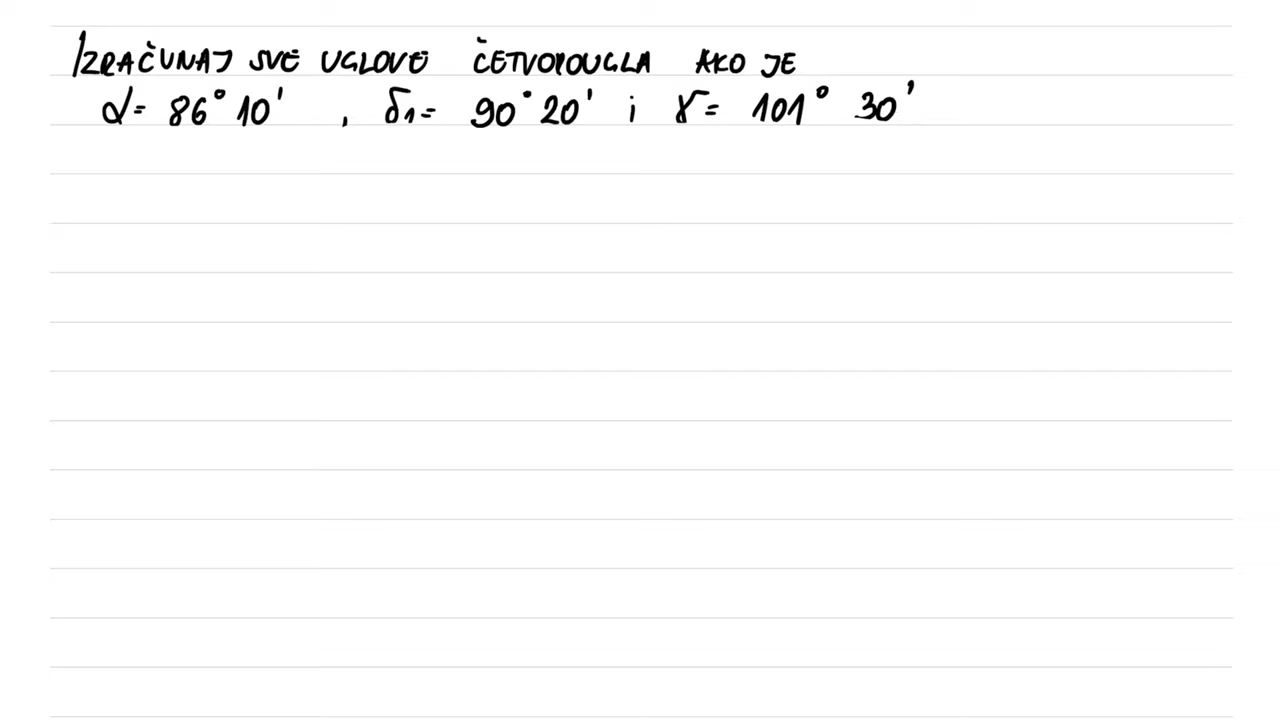 IZRAČUNAJ SVE UGLOVE ČETVOROUGLA AKO JE
α = 86° 10' , δ1 = 90° 20' i γ = 101° 30'